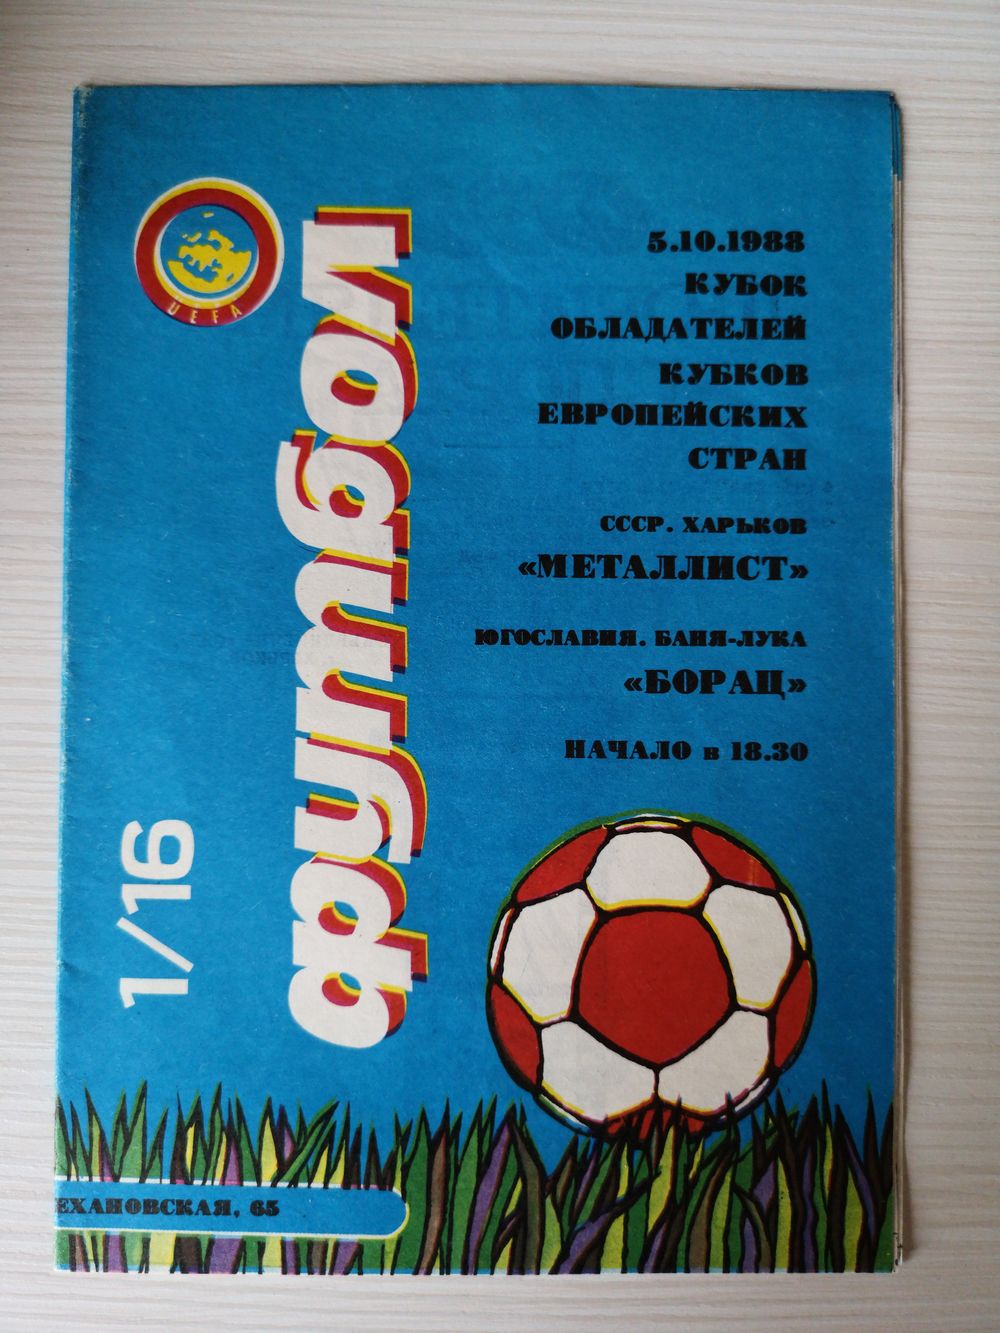 UEFA
футбол
1/16
5.10.1988
КУБОК
ОБЛАДАТЕЛЕЙ
КУБКОВ
ЕВРОПЕЙСКИХ
СТРАН
СССР. ХАРЬКОВ
«МЕТАЛЛИСТ»
ЮГОСЛАВИЯ. БАНЯ-ЛУКА
«БОРАЦ»
НАЧАЛО в 18.30
ЕХАНОВСКАЯ, 65